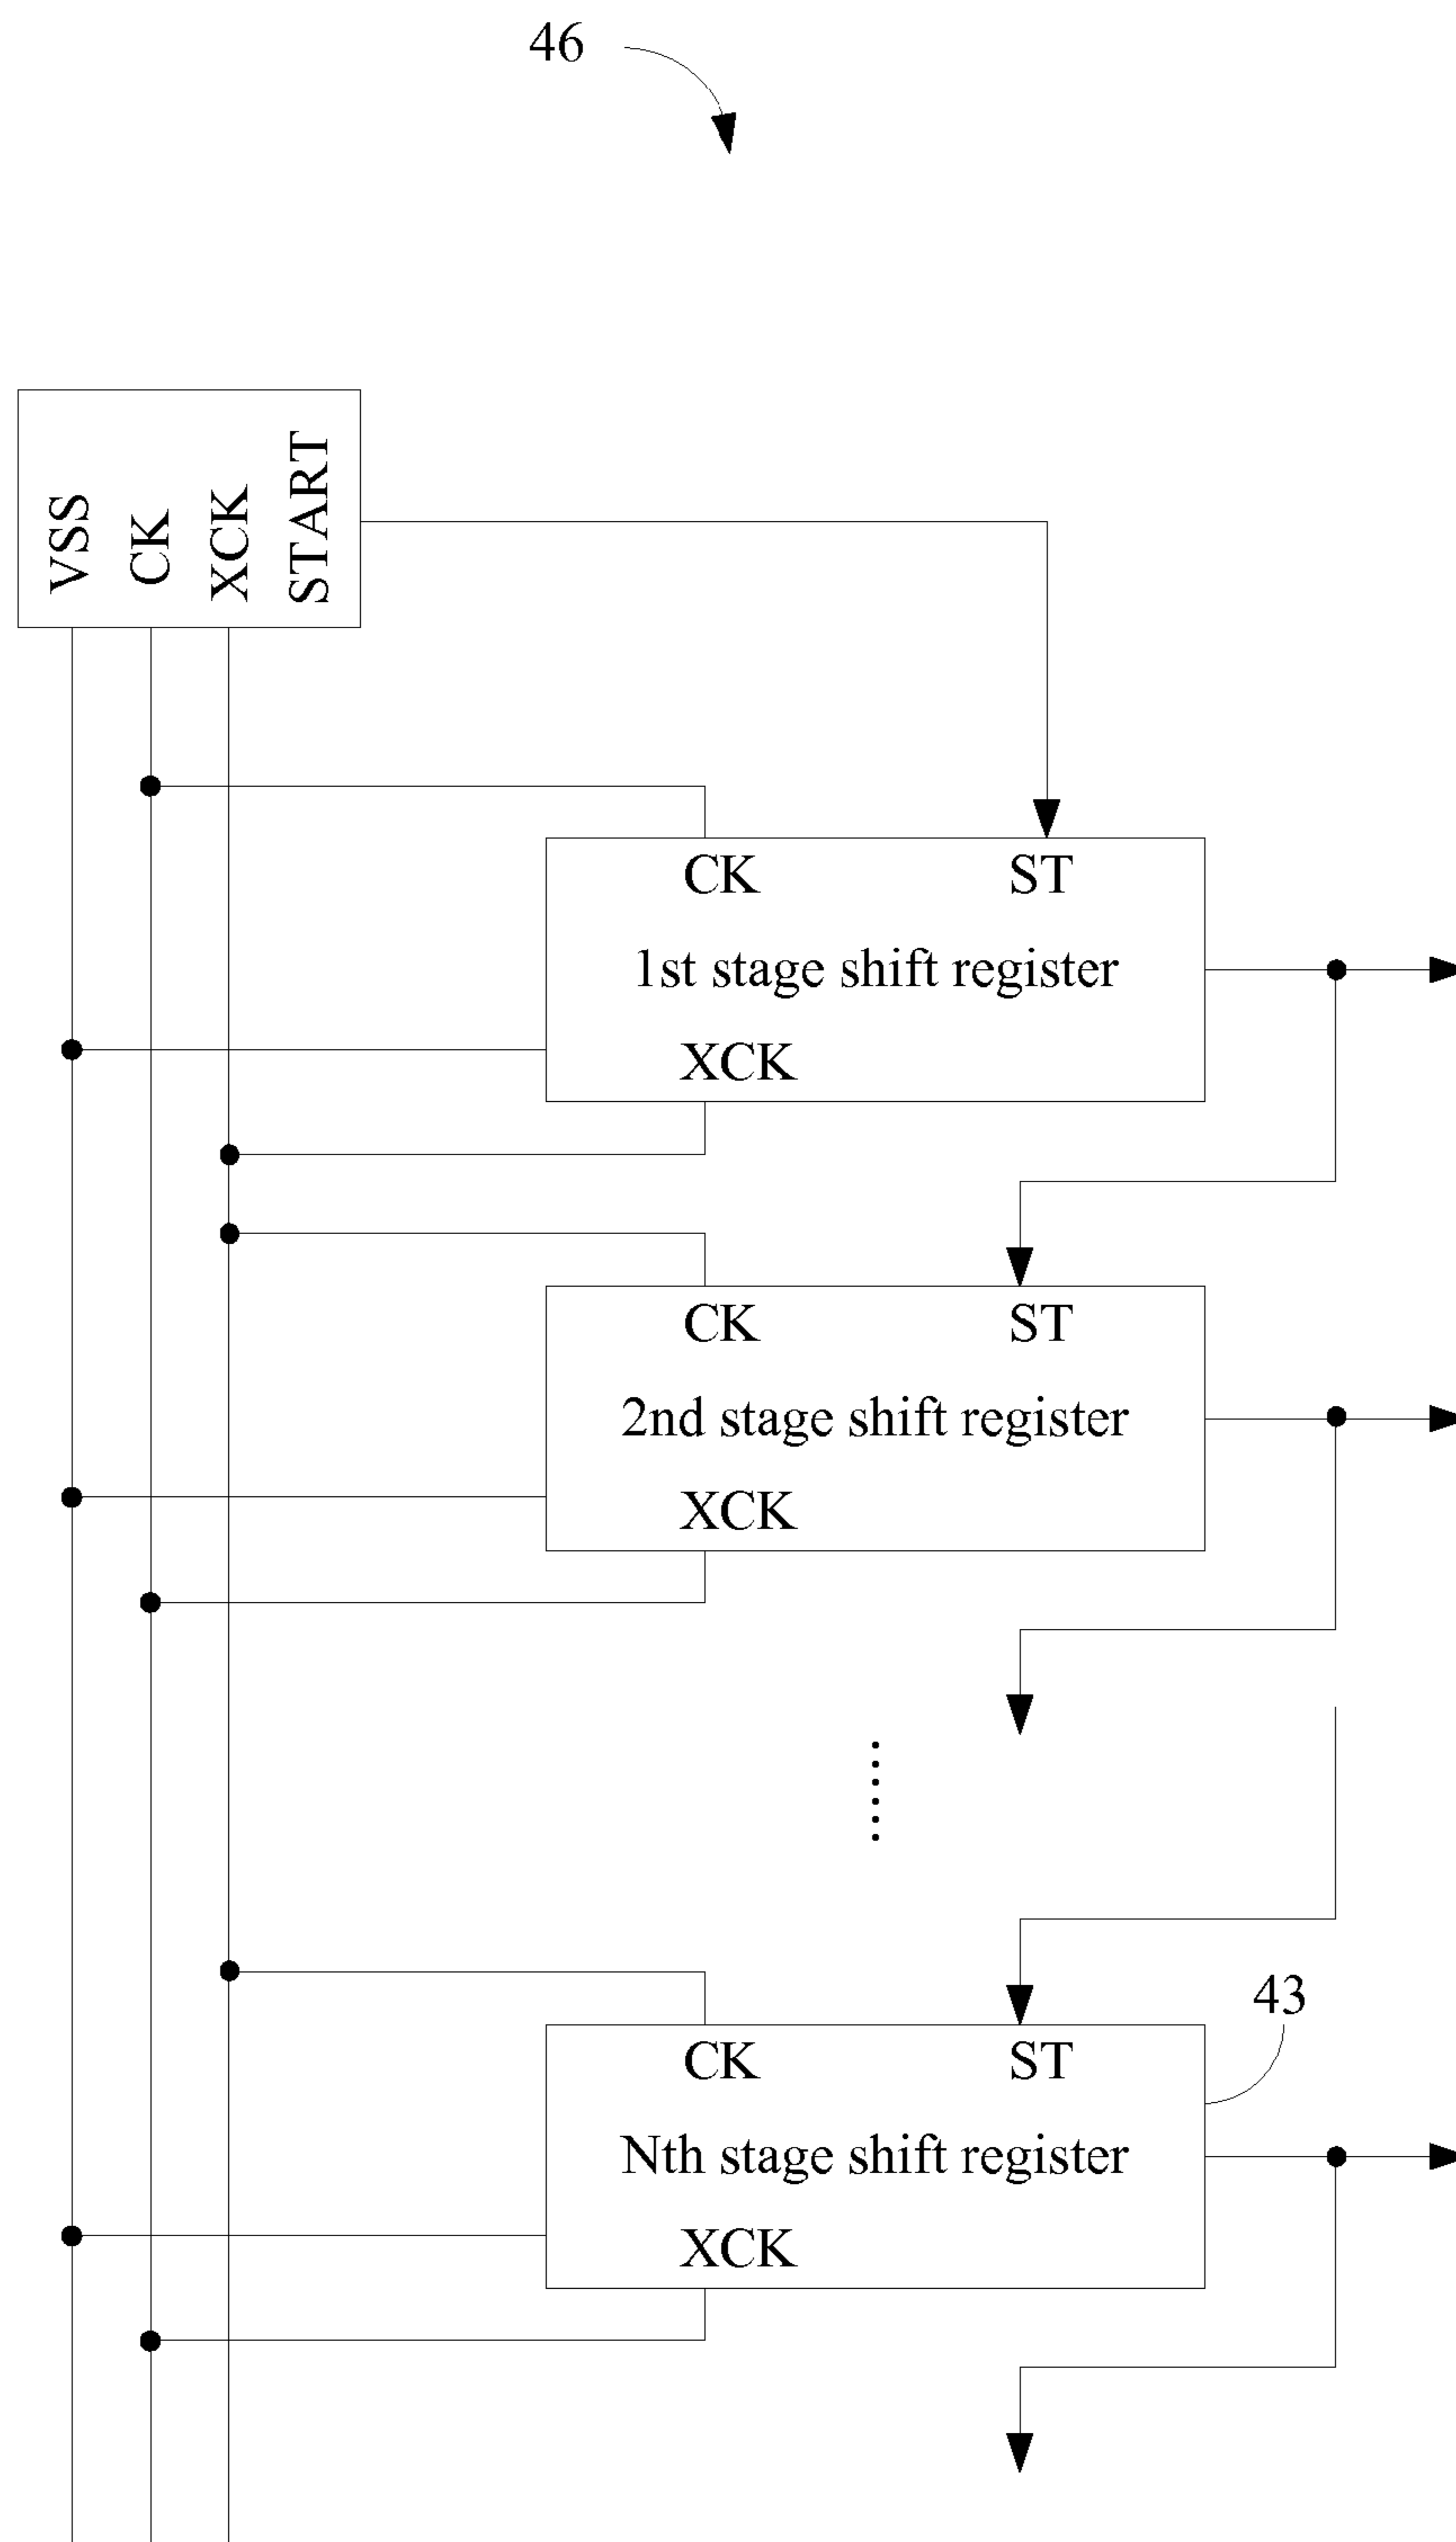 46
VSS
CK
XCK
START
CK ST
1st stage shift register
XCK
CK ST
2nd stage shift register
XCK
43
CK ST
Nth stage shift register
XCK